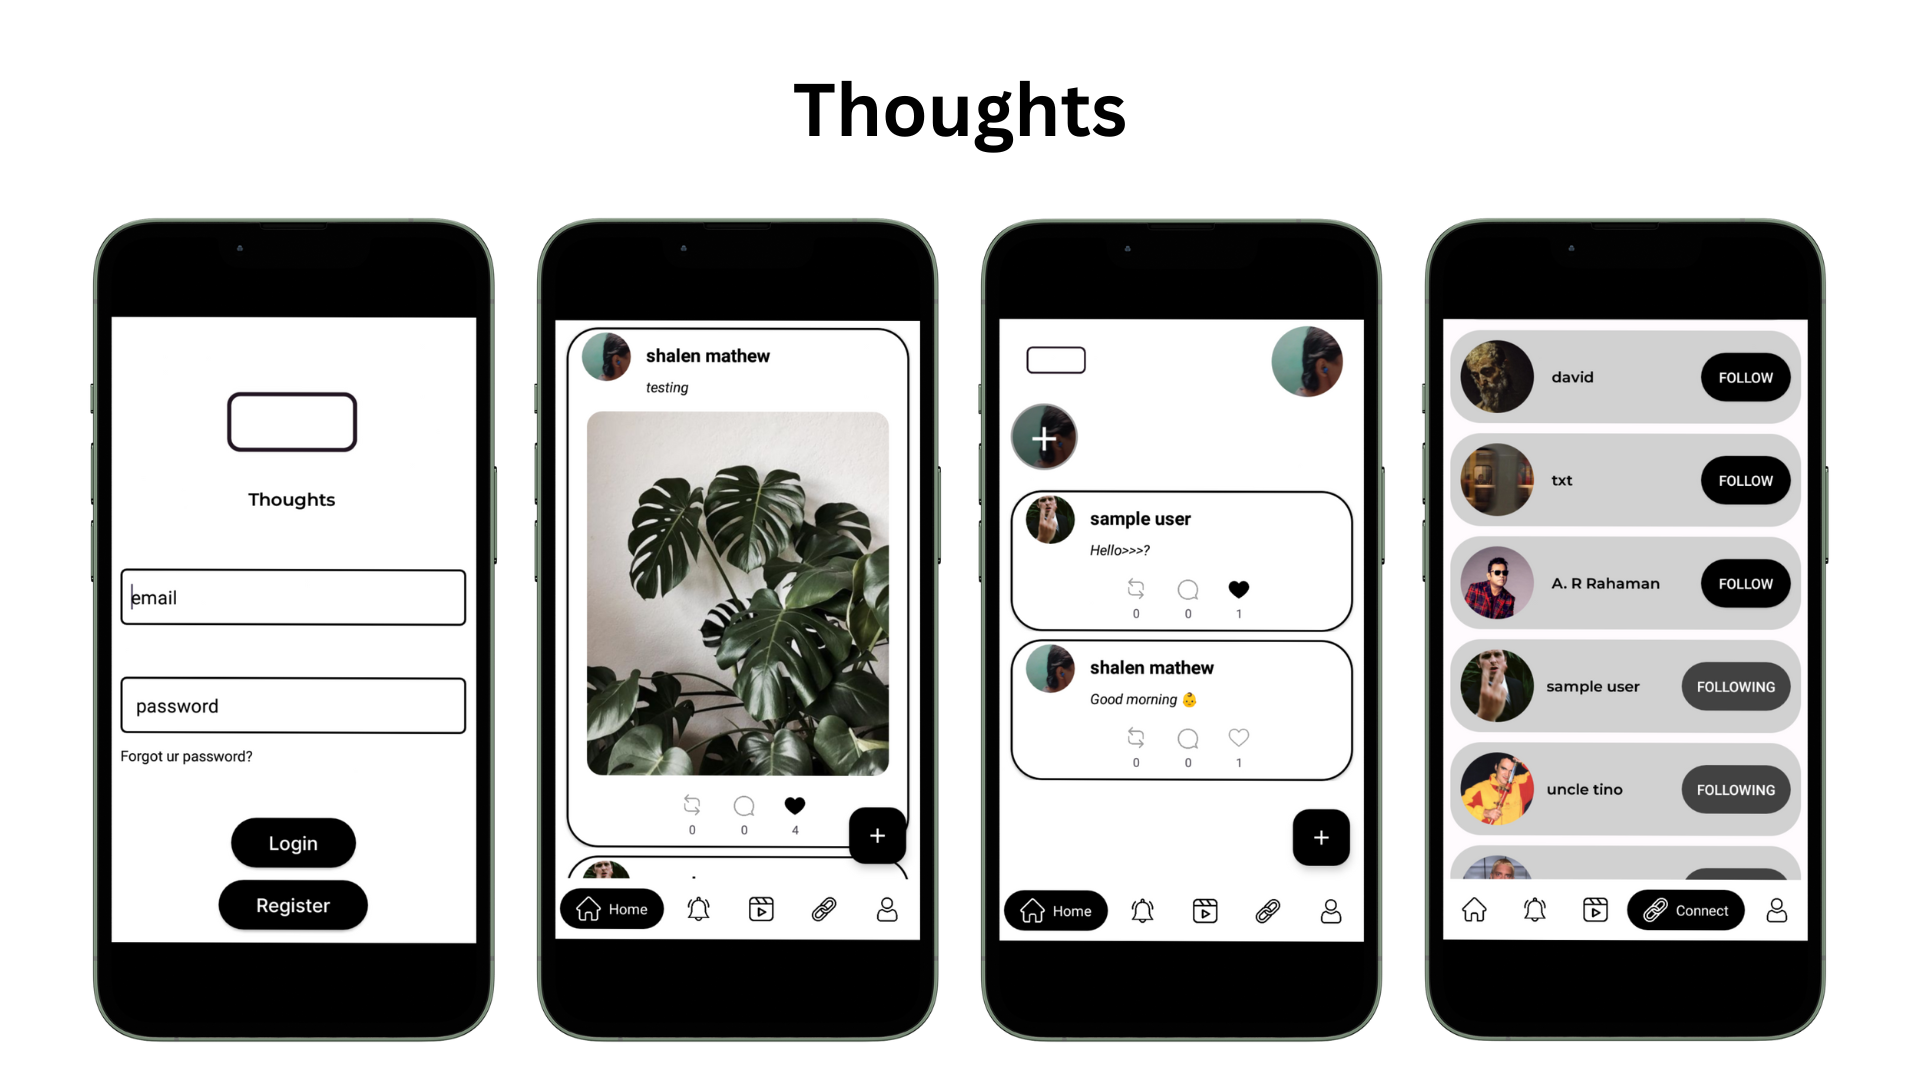 Thoughts
Thoughts
email
password
Forgot ur password?
Login
Register
shalen mathew
testing
0 0 4
+
Home
+
sample user
Hello>>>?
0 0 1
shalen mathew
Good morning 👶
0 0 1
+
Home
david FOLLOW
txt FOLLOW
A. R Rahaman FOLLOW
sample user FOLLOWING
uncle tino FOLLOWING
Connect